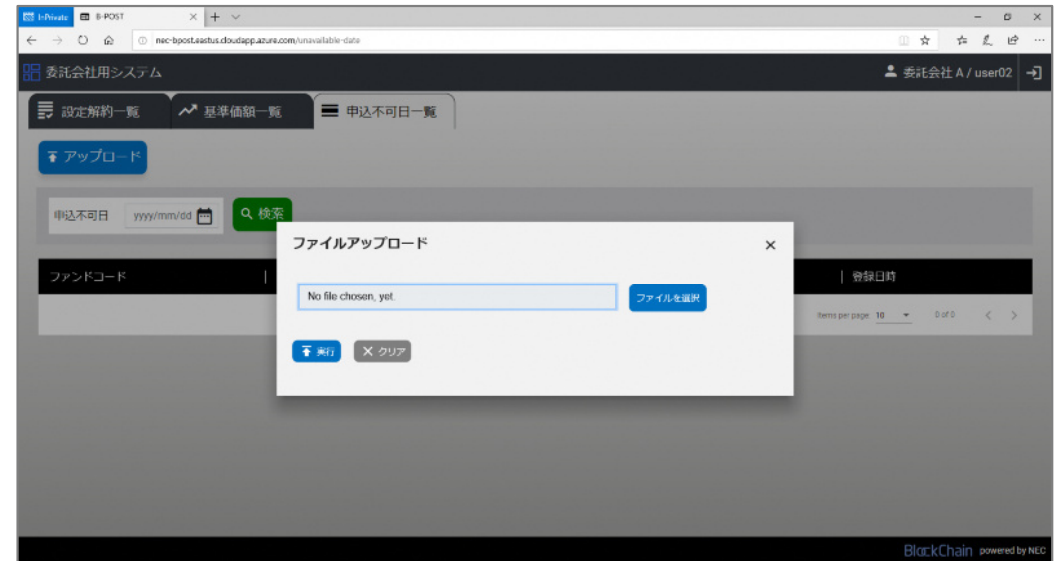 InPrivate B-POST
nec-bpost.eastus.cloudapp.azure.com/unavailable-date
委託会社用システム 委託会社 A / user02
設定解約一覧 基準価額一覧 申込不可日一覧
アップロード
申込不可日 yyyy/mm/dd 検索
ファイルアップロード
ファンドコード 登録日時
No file chosen, yet. ファイルを選択
Items per page 10 0 of 0
実行 クリア
BlockChain powered by NEC